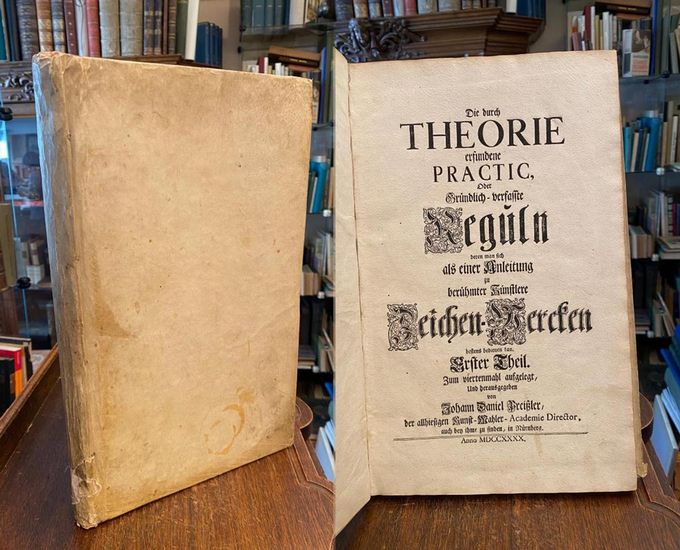 Die durch
THEORIE
erfundene
PRACTIC,
Oder
Gründlich-verfasste
Reguln
deren man sich
als einer Anleitung
zu
berühmter Künstlere
Zeichen-Wercken
bestens bedienen kan.
Erster Theil.
Zum viertenmahl aufgelegt,
Und herausgegeben
von
Johann Daniel Preißler,
der allhießigen Kunst-Mahler-Academie Director,
auch bey ihme zu finden, in Nürnberg.
Anno MDCCXXXX.